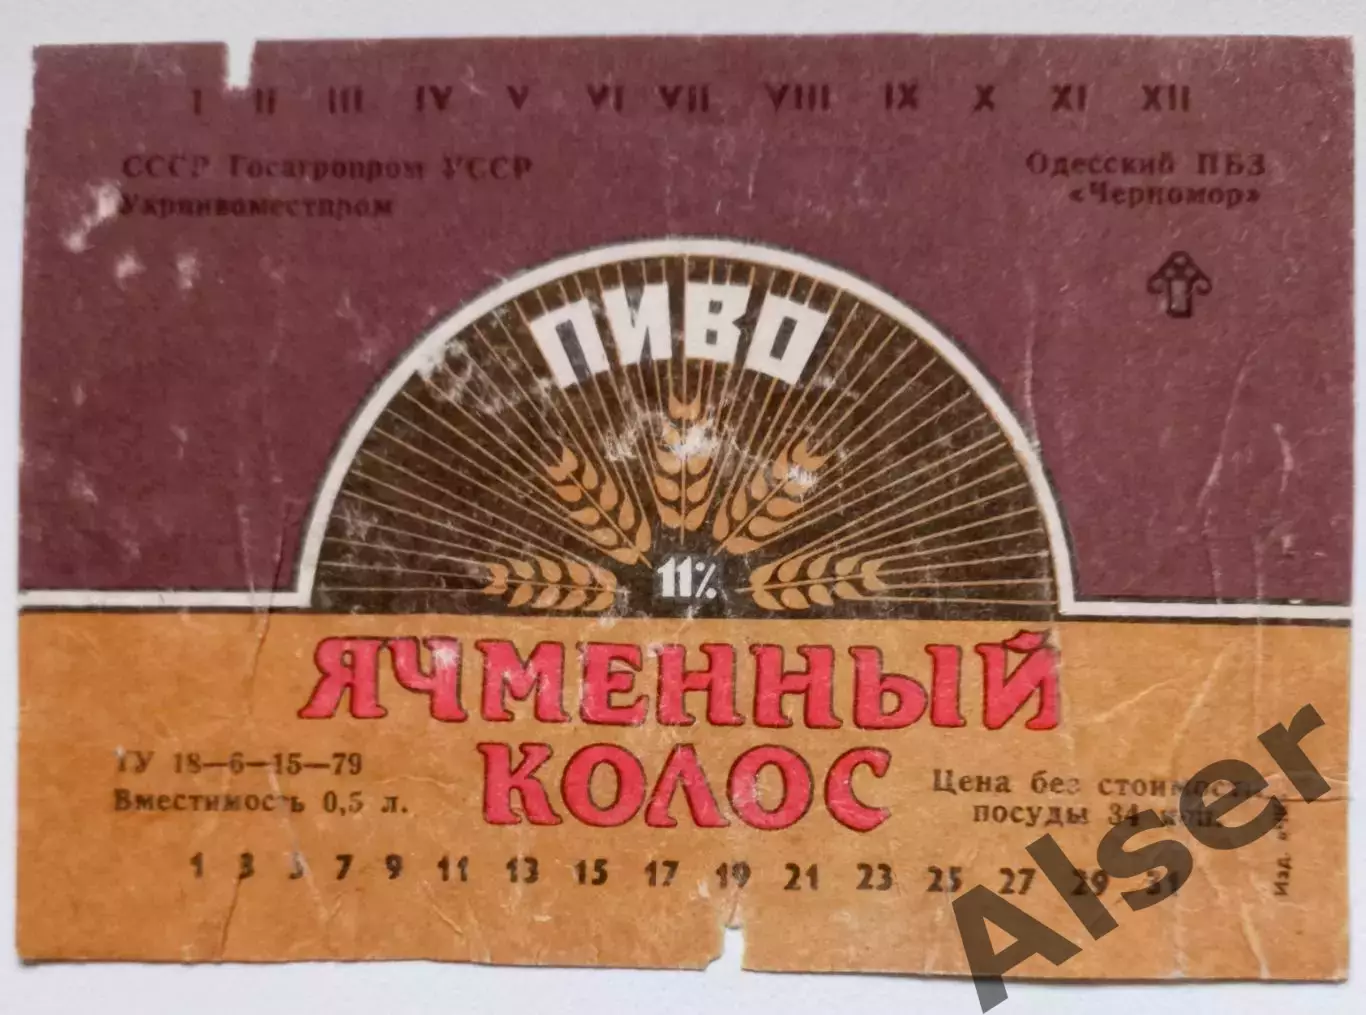 I II III IV V VI VII VIII IX X XI XII
СССР Госагропром УССР
Укрпивоместпром
Одесский ПБЗ
«Черномор»
ПИВО
11%
ЯЧМЕННЫЙ
КОЛОС
ТУ 18—6—15—79
Вместимость 0,5 л.
Цена без стоимости
посуды 34 коп.
1 3 5 7 9 11 13 15 17 19 21 23 25 27 29 31
Изд.
Alser